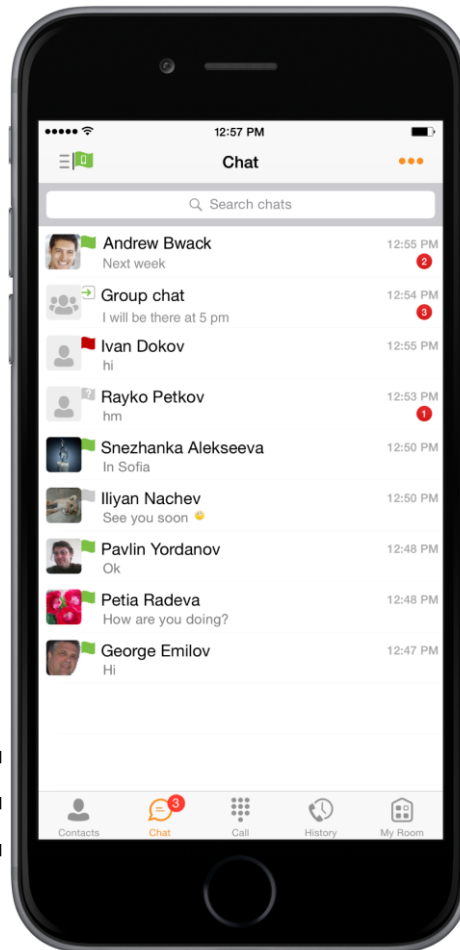 12:57 PM
0
Chat
Search chats
Andrew Bwack
12:55 PM
Next week
2
Group chat
12:54 PM
I will be there at 5 pm
3
Ivan Dokov
12:55 PM
hi
?
Rayko Petkov
12:53 PM
hm
1
Snezhanka Alekseeva
12:50 PM
In Sofia
Iliyan Nachev
12:50 PM
See you soon
Pavlin Yordanov
12:48 PM
Ok
Petia Radeva
12:48 PM
How are you doing?
George Emilov
12:47 PM
Hi
3
Contacts
Chat
Call
History
My Room